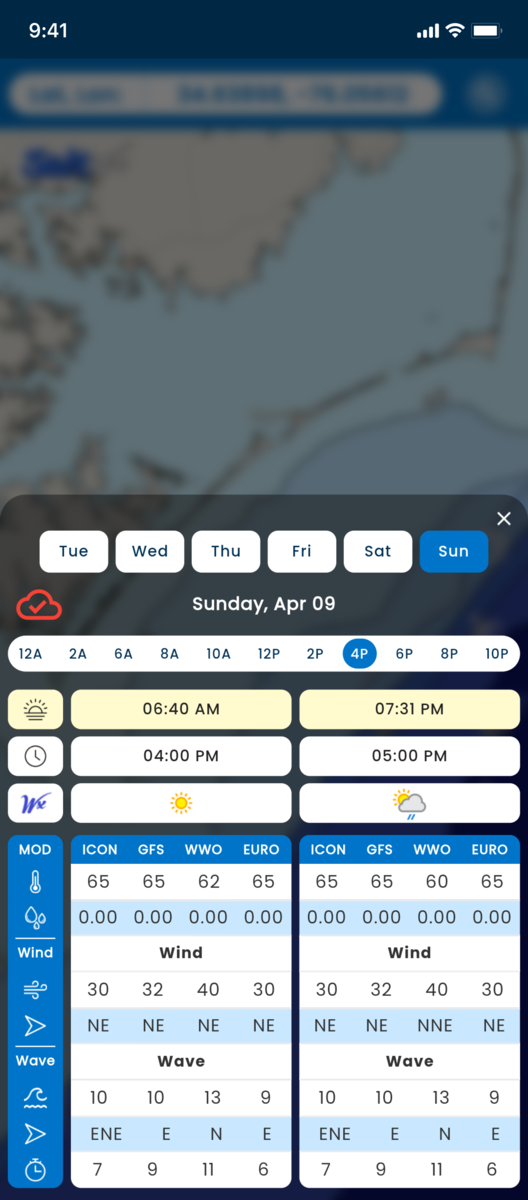 9:41
Tue Wed Thu Fri Sat Sun
Sunday, Apr 09
12A 2A 6A 8A 10A 12P 2P 4P 6P 8P 10P
06:40 AM 07:31 PM
04:00 PM 05:00 PM
Wx
MOD ICON GFS WWO EURO ICON GFS WWO EURO
65 65 62 65 65 65 60 65
0.00 0.00 0.00 0.00 0.00 0.00 0.00 0.00
Wind Wind Wind
30 32 40 30 30 32 40 30
NE NE NE NE NE NE NNE NE
Wave Wave Wave
10 10 13 9 10 10 13 9
ENE E N E ENE E N E
7 9 11 6 7 9 11 6